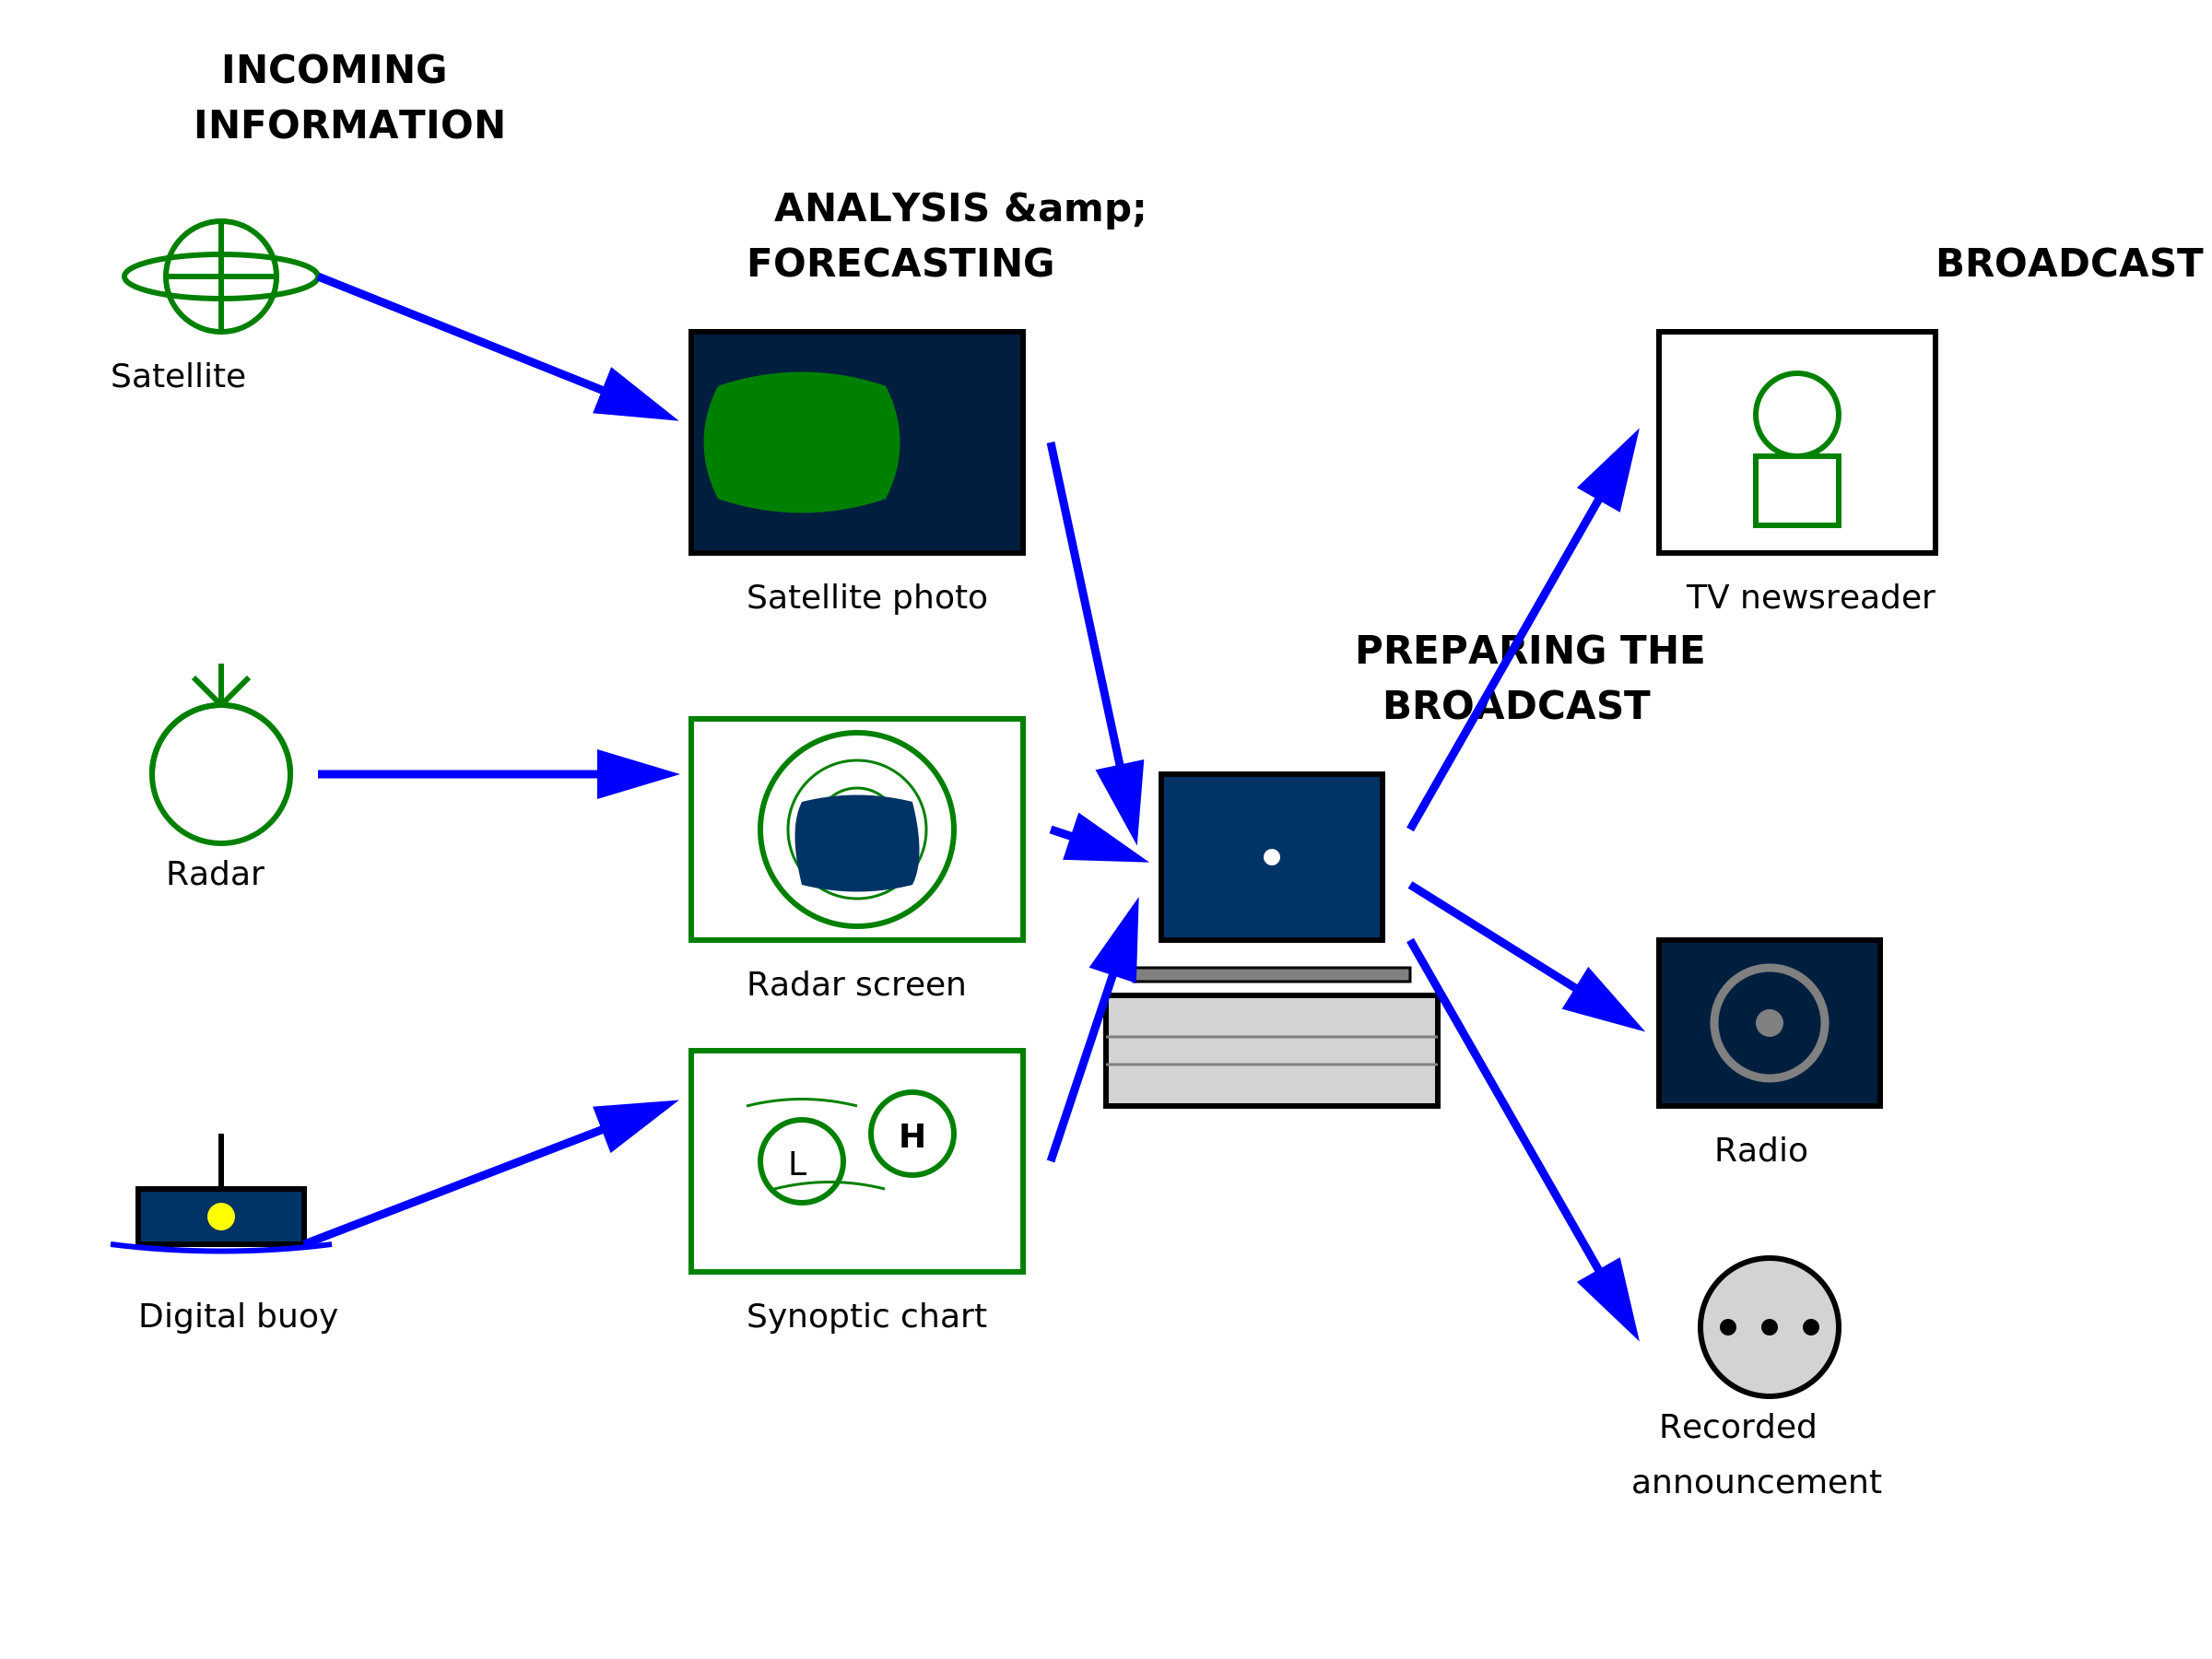 INCOMING
INFORMATION
ANALYSIS &amp;
FORECASTING
BROADCAST
Satellite
Satellite photo
TV newsreader
PREPARING THE
BROADCAST
Radar
Radar screen
L
H
Radio
Digital buoy
Synoptic chart
Recorded
announcement